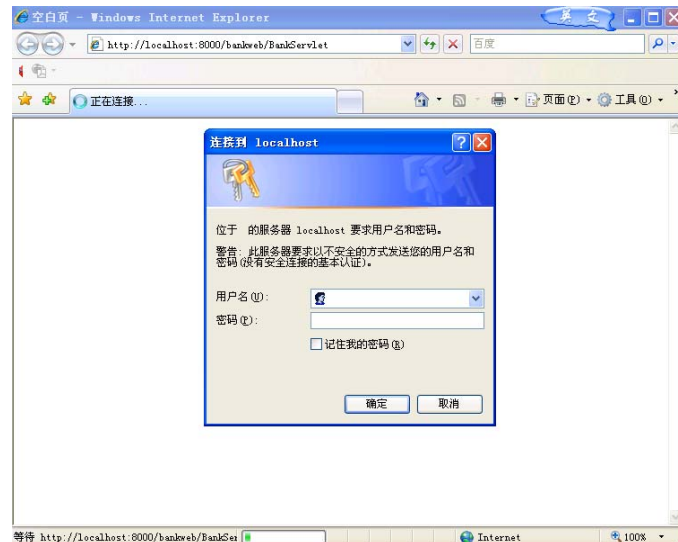 空白页 - Windows Internet Explorer
英 文
http://localhost:8000/bankweb/BankServlet
百度
正在连接...
页面(P)
工具(O)
连接到 localhost
位于 的服务器 localhost 要求用户名和密码。
警告: 此服务器要求以不安全的方式发送您的用户名和
密码(没有安全连接的基本认证)。
用户名(U):
密码(P):
记住我的密码(R)
确定
取消
等待 http://localhost:8000/bankweb/BankSer
Internet
100%